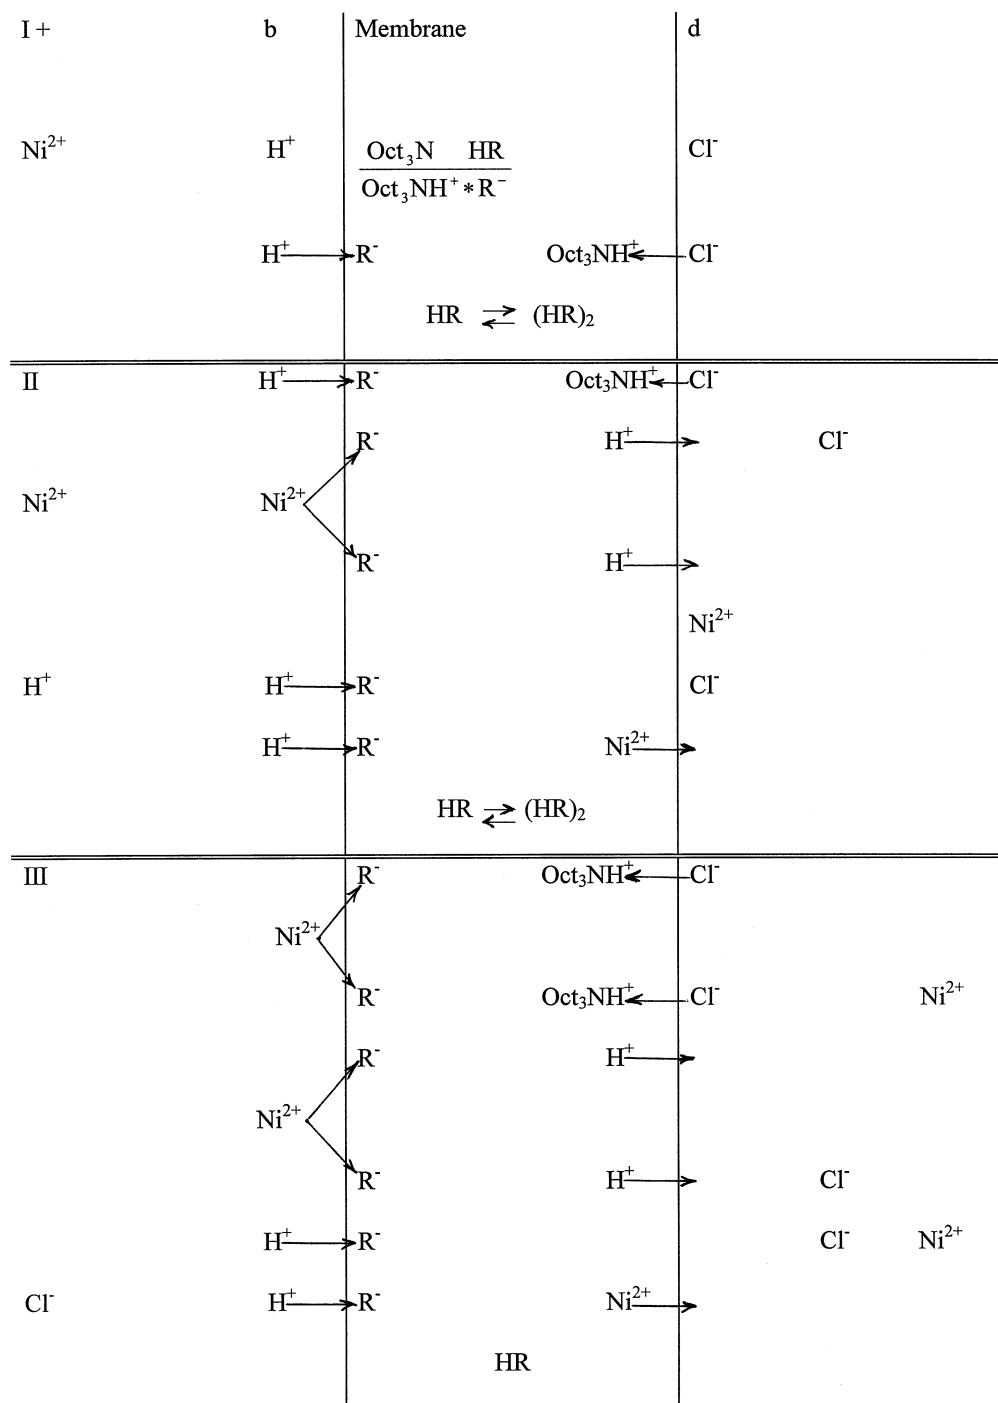 I + b Membrane d
Ni²⁺ H⁺ Oct₃N HR Cl⁻
Oct₃NH⁺ * R⁻
H⁺ R⁻ Oct₃NH⁺ Cl⁻
HR (HR)₂
II H⁺ R⁻ Oct₃NH⁺ Cl⁻
R⁻ H⁺ Cl⁻
Ni²⁺ Ni²⁺
R⁻ H⁺
Ni²⁺
H⁺ H⁺ R⁻ Cl⁻
H⁺ R⁻ Ni²⁺
HR (HR)₂
III R⁻ Oct₃NH⁺ Cl⁻
Ni²⁺
R⁻ Oct₃NH⁺ Cl⁻ Ni²⁺
R⁻ H⁺
Ni²⁺
R⁻ H⁺ Cl⁻
H⁺ R⁻ Cl⁻ Ni²⁺
Cl⁻ H⁺ R⁻ Ni²⁺
HR